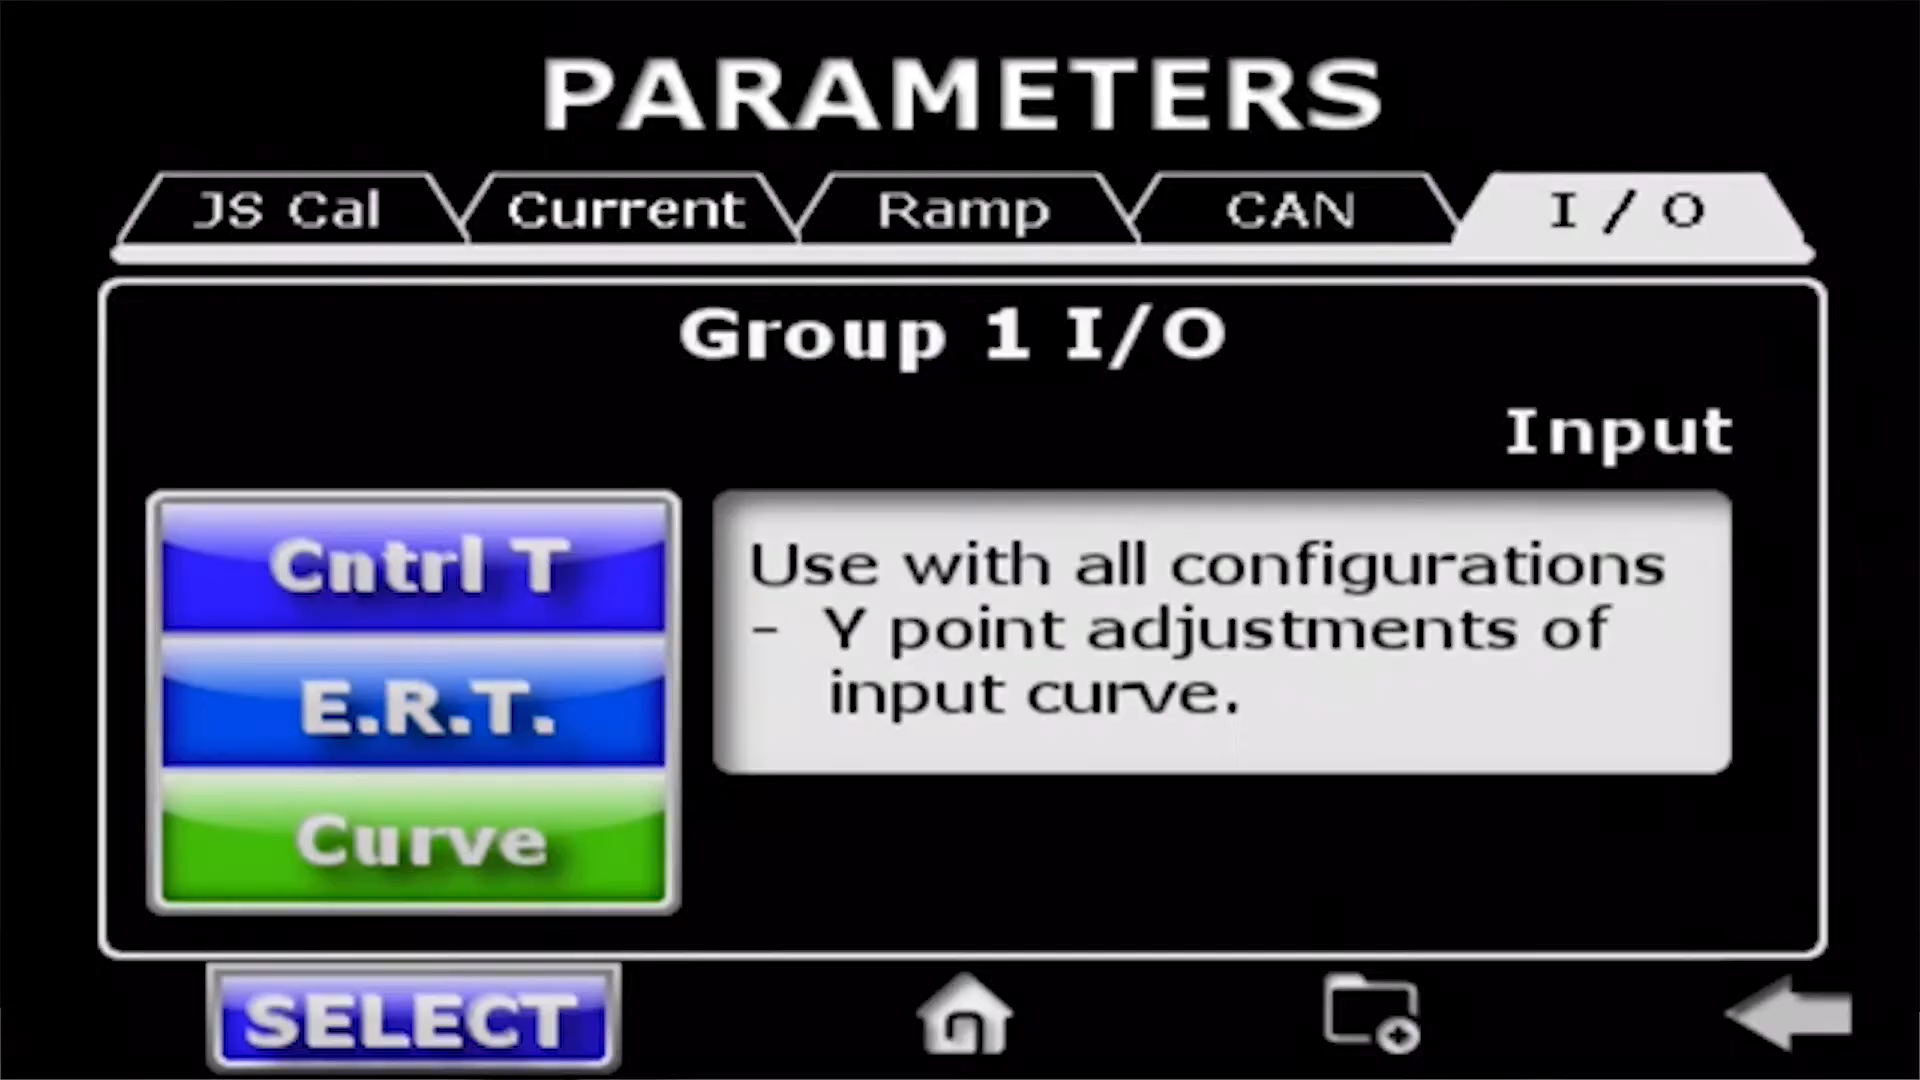 PARAMETERS
JS Cal Current Ramp CAN I / O
Group 1 I/O
Input
Cntrl T
E.R.T.
Curve
Use with all configurations
- Y point adjustments of
input curve.
SELECT